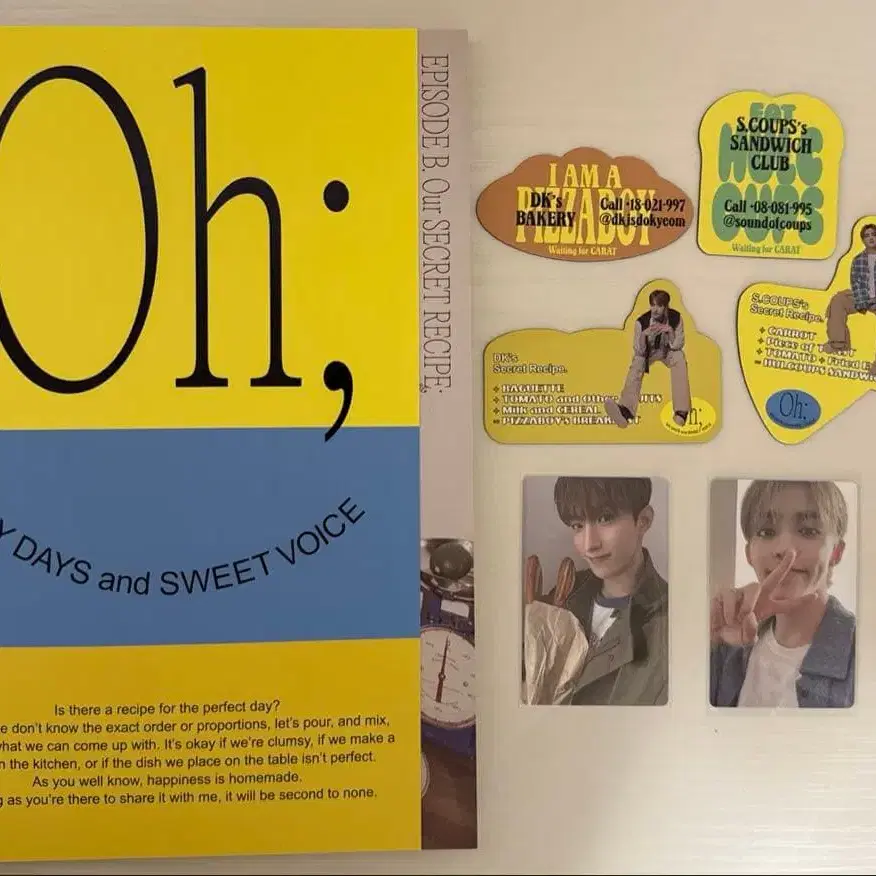 Oh;
Y DAYS and SWEET VOICE
Is there a recipe for the perfect day?
e don't know the exact order or proportions, let's pour, and mix,
hat we can come up with. It's okay if we're clumsy, if we make a
n the kitchen, or if the dish we place on the table isn't perfect.
As you well know, happiness is homemade.
g as you're there to share it with me, it will be second to none.
EPISODE B. Our SECRET RECIPE;
I AM A
PIZZABOY
DK's
BAKERY
Call +18-021-997
@dkisdokyeom
Waiting for CARAT
S.COUPS's
SANDWICH
CLUB
Call +08-081-995
@soundofcoups
Waiting for CARAT
DK's
Secret Recipe.
+ BAGUETTE
+ TOMATO and Other
+ Milk and CEREAL
= PIZZABOY's
Oh;
S.COUPS's
Secret Recipe.
+ CARROT
+ Piece of
+ TOMATO + Fried
= HULCOUPS SANDWI
Oh;